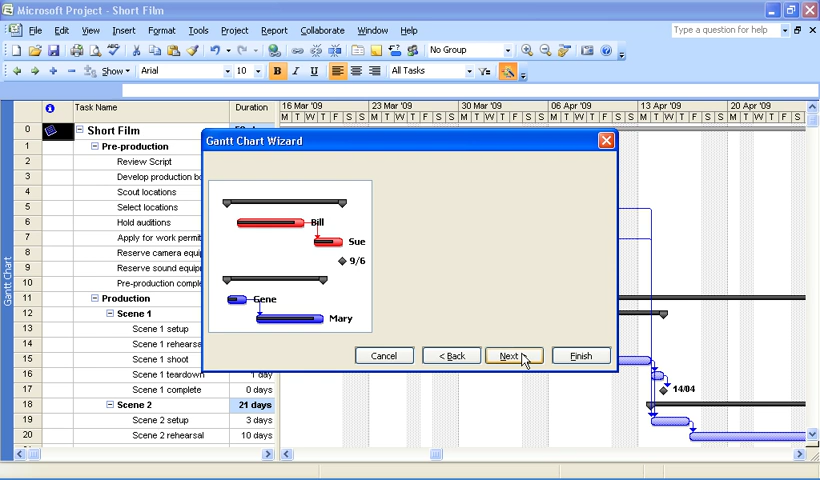 Microsoft Project - Short Film
File Edit View Insert Format Tools Project Report Collaborate Window Help
Type a question for help
No Group
Show Arial 10 B I U All Tasks
Task Name Duration 16 Mar '09 23 Mar '09 30 Mar '09 06 Apr '09 13 Apr '09 20 Apr '09
M T W T F S S M T W T F S S M T W T F S S M T W T F S S M T W T F S S M T W T F S
0 Short Film
1 Pre-production
2 Review Script
3 Develop production
4 Scout locations
5 Select locations
6 Hold auditions
7 Apply for work permit
8 Reserve camera equi
9 Reserve sound equip
10 Pre-production comple
11 Production
12 Scene 1
13 Scene 1 setup
14 Scene 1 rehearsa
15 Scene 1 shoot
16 Scene 1 teardown 1 day
17 Scene 1 complete 0 days
14/04
18 Scene 2 21 days
19 Scene 2 setup 3 days
20 Scene 2 rehearsal 10 days
Gantt Chart
Gantt Chart Wizard
Bill
Sue
9/6
Gene
Mary
Cancel < Back Next > Finish